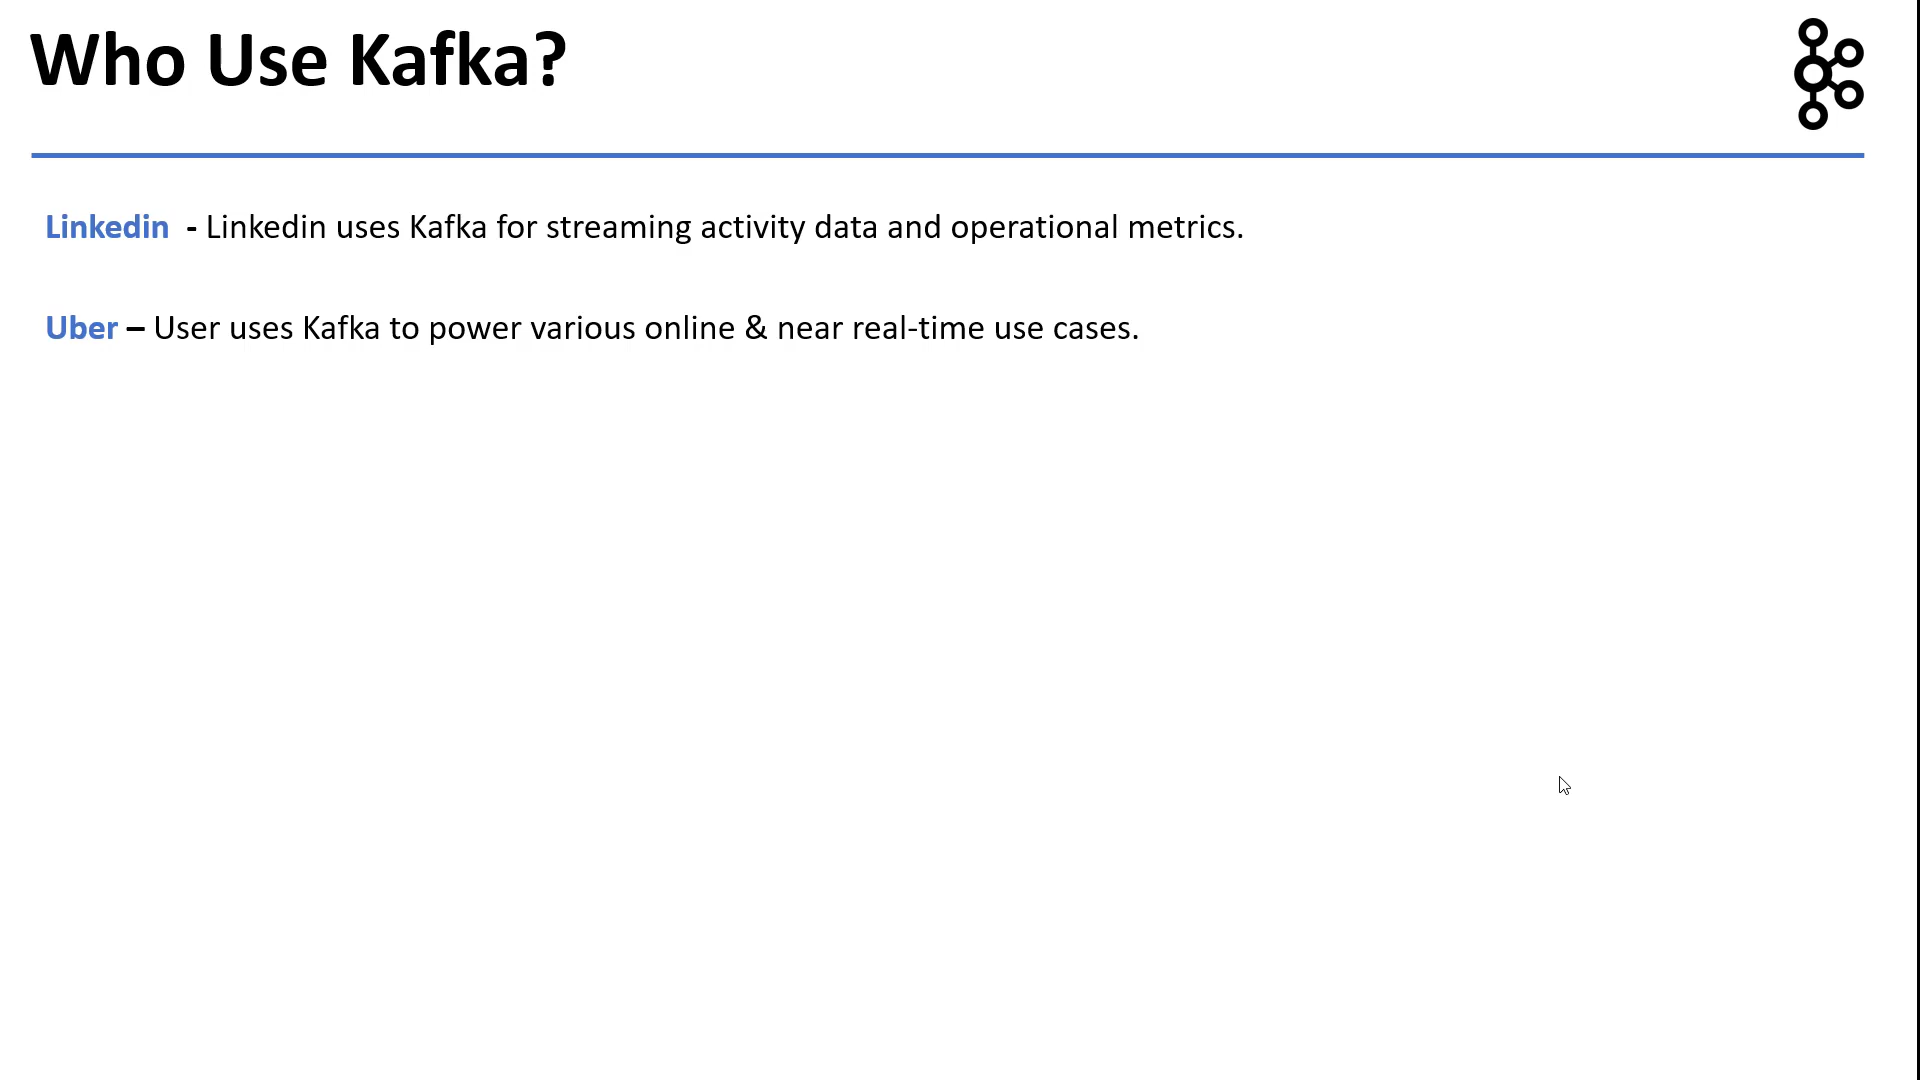 Who Use Kafka?
Linkedin  - Linkedin uses Kafka for streaming activity data and operational metrics.
Uber – User uses Kafka to power various online & near real-time use cases.